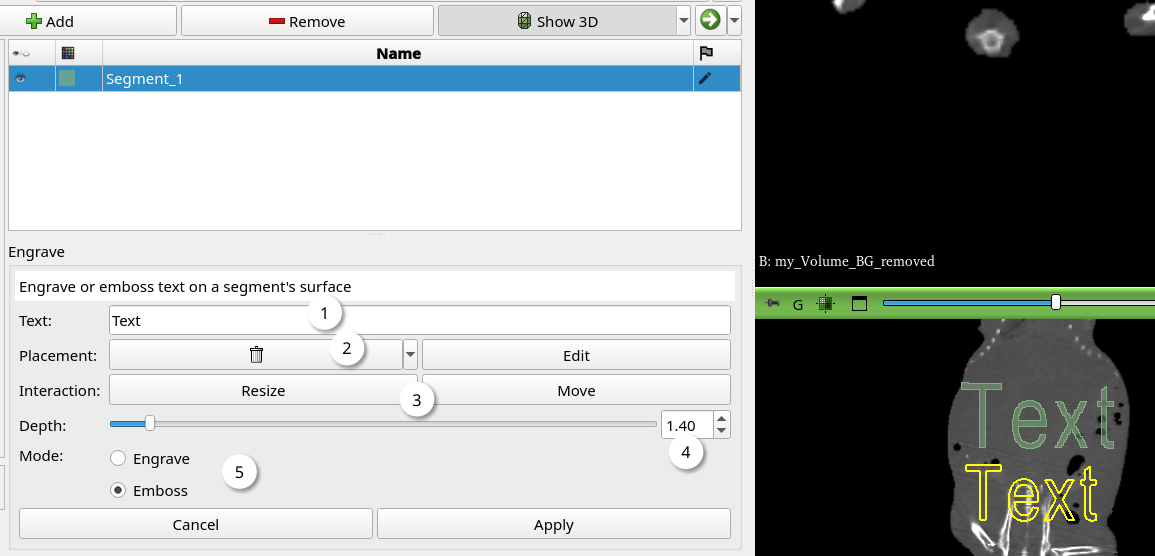 Add
Remove
Show 3D
Name
Segment_1
Engrave
Engrave or emboss text on a segment's surface
1
Text:
Text
2
Placement:
Edit
Interaction:
Resize
Move
3
Depth:
1.40
4
Mode:
Engrave
5
Emboss
Cancel
Apply
B: my_Volume_BG_removed
G
Text
Text